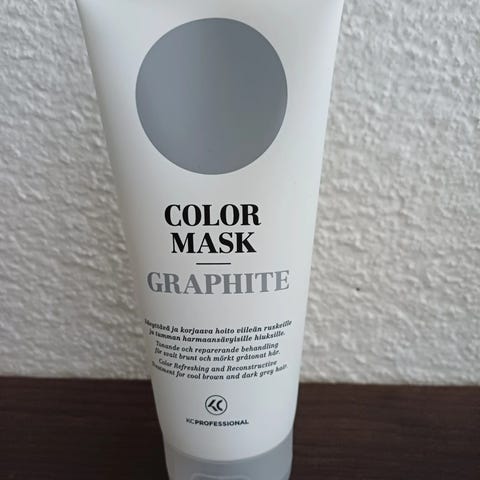 COLOR
MASK
GRAPHITE
Sävyttävä ja korjaava hoito viileän ruskeille
ja tumman harmaansävyisille hiuksille.
Tonande och reparerande behandling
för svalt brunt och mörkt gråtonat hår.
Color Refreshing and Reconstructive
Treatment for cool brown and dark grey hair.
KC
KCPROFESSIONAL